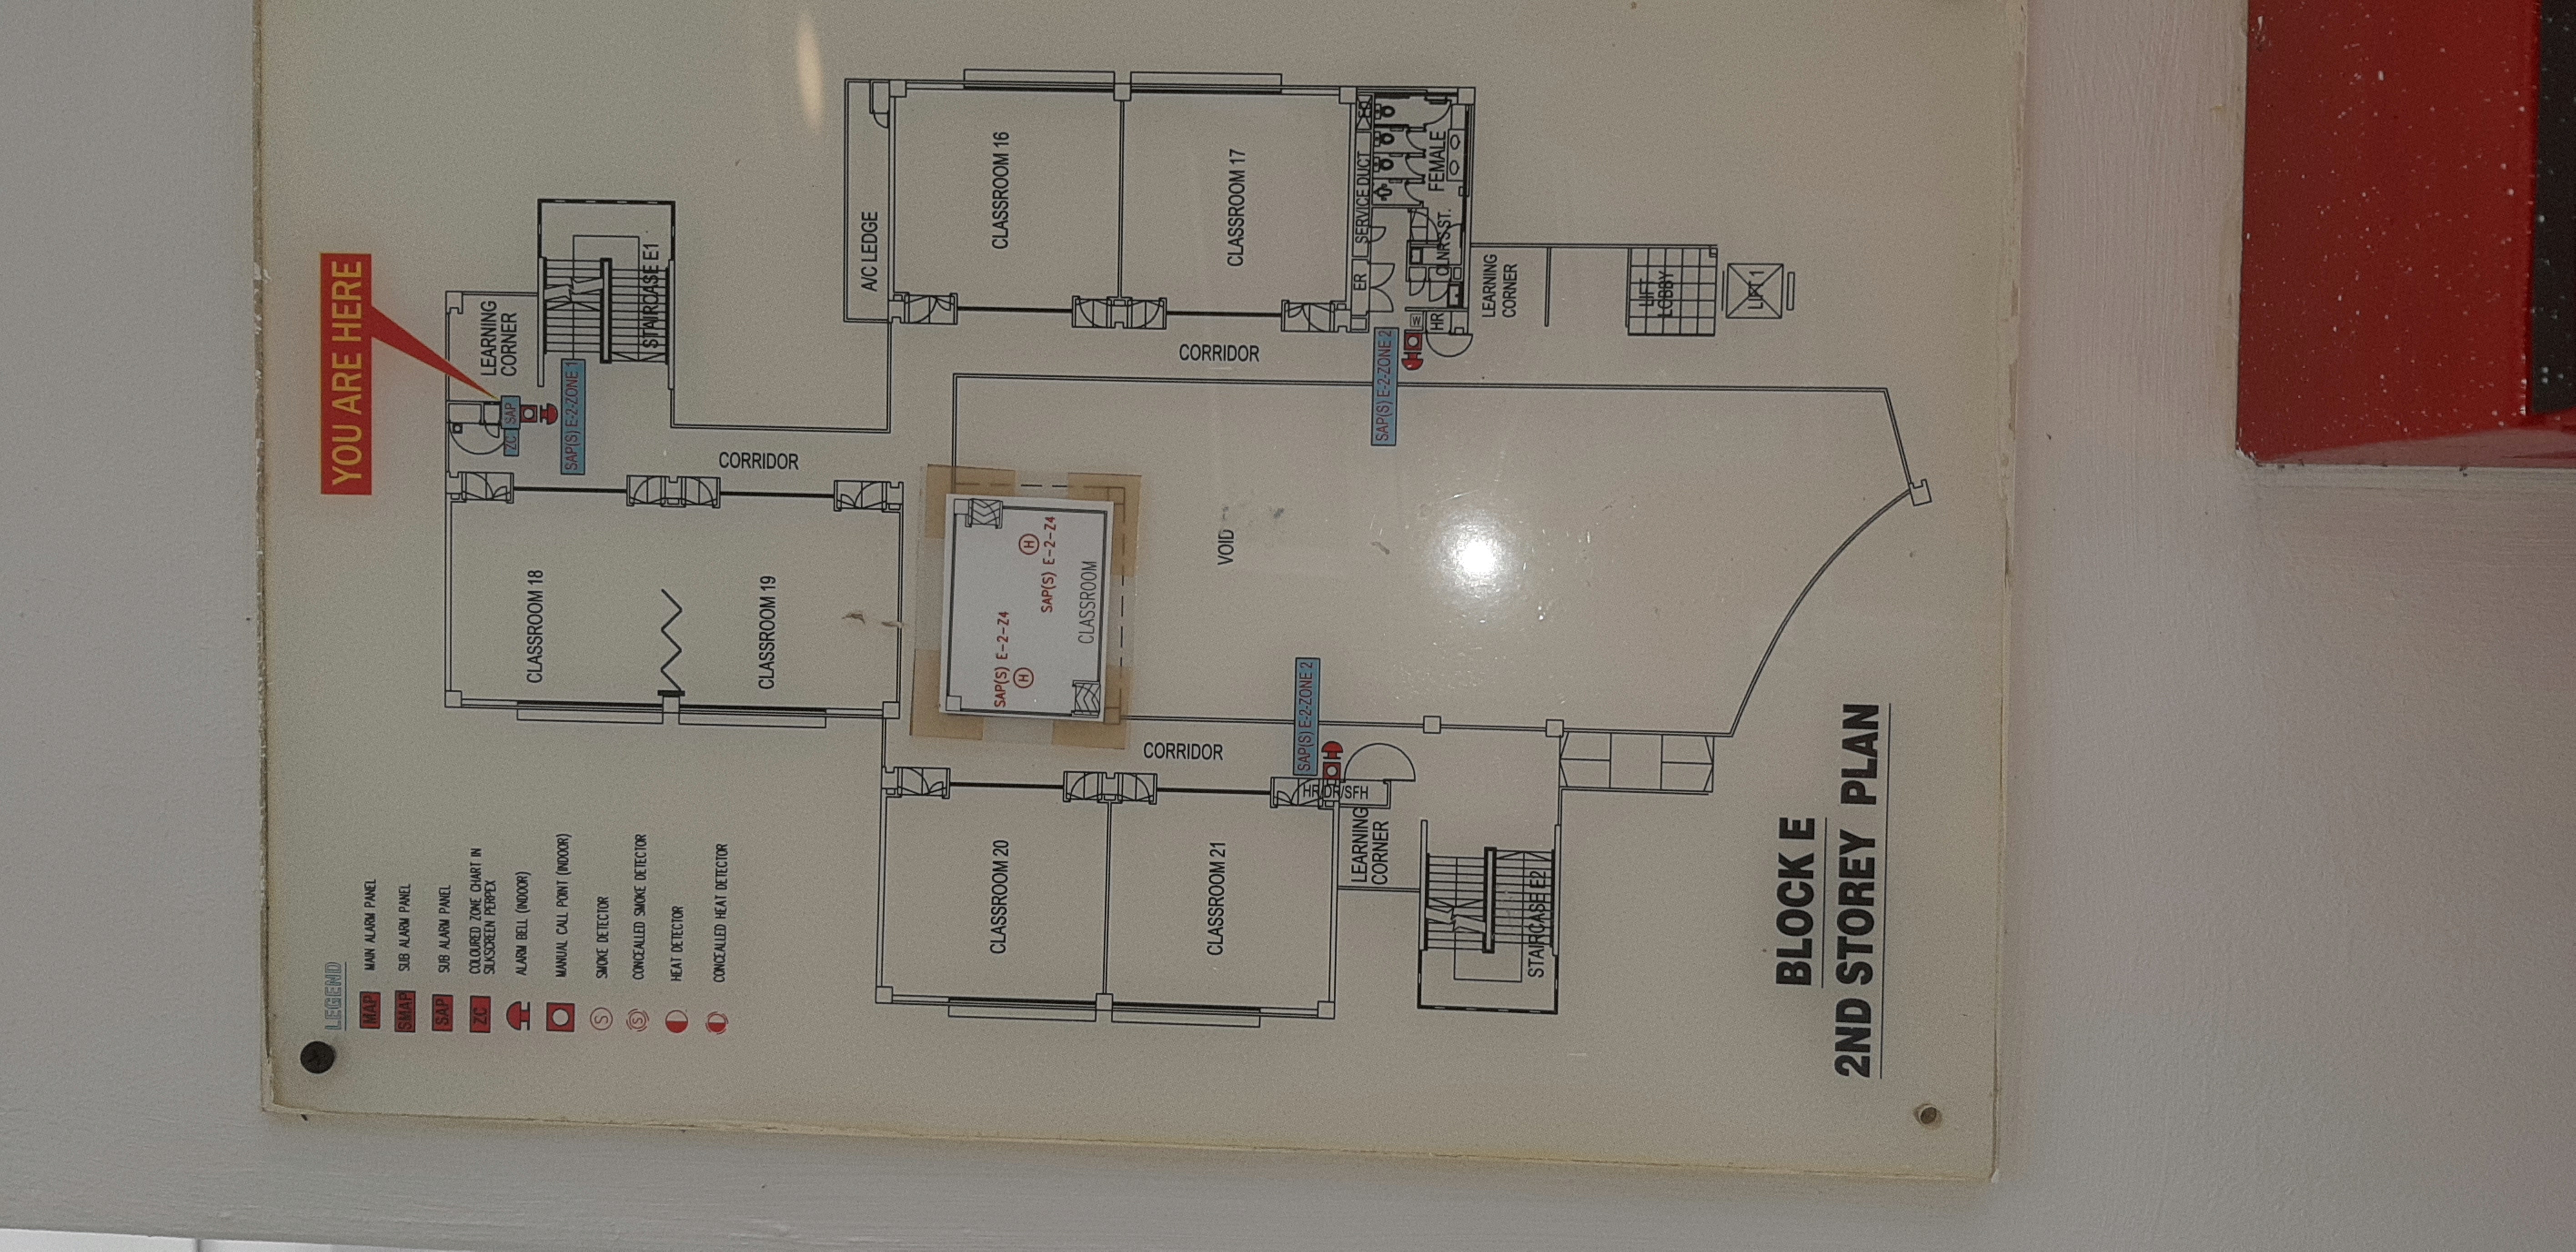 LEGEND
MAP MAIN ALARM PANEL
SMAP SUB ALARM PANEL
SAP SUB ALARM PANEL
ZC COLOURED ZONE CHART IN
SILKSCREEN PERPEX
ALARM BELL (INDOOR)
MANUAL CALL POINT (INDOOR)
S SMOKE DETECTOR
S CONCEALLED SMOKE DETECTOR
HEAT DETECTOR
CONCEALLED HEAT DETECTOR
YOU ARE HERE
LEARNING
CORNER
ZC SAP
CLASSROOM 18
SAP(S) E-2-ZONE 1
STAIRCASE E1
CORRIDOR
CLASSROOM 19
A/C LEDGE
CLASSROOM 20
SAP(S) E-2-Z4
H
H
SAP(S) E-2-Z4
CLASSROOM
CLASSROOM 16
CORRIDOR
CLASSROOM 21
VOID
CORRIDOR
CLASSROOM 17
SAP(S) E-2-ZONE 2
HR/DR/SFH
LEARNING
CORNER
ER
SERVICE DUCT
SAP(S) E-2-ZONE 2
HR
CLNR'S ST.
FEMALE
LEARNING
CORNER
STAIRCASE E2
LIFT
LOBBY
LIFT 1
BLOCK E
2ND STOREY PLAN